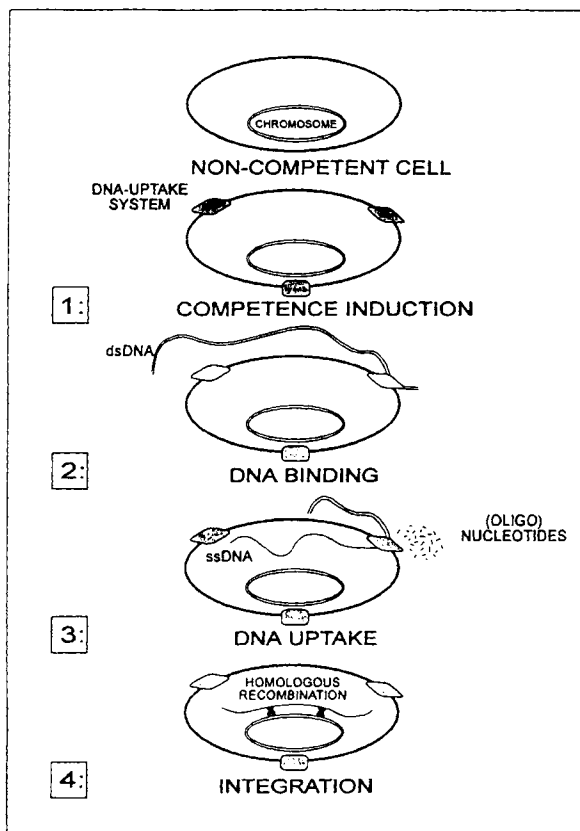 CHROMOSOME
NON-COMPETENT CELL
DNA-UPTAKE
SYSTEM
1:
COMPETENCE INDUCTION
dsDNA
2:
DNA BINDING
(OLIGO)
NUCLEOTIDES
ssDNA
3:
DNA UPTAKE
HOMOLOGOUS
RECOMBINATION
4:
INTEGRATION